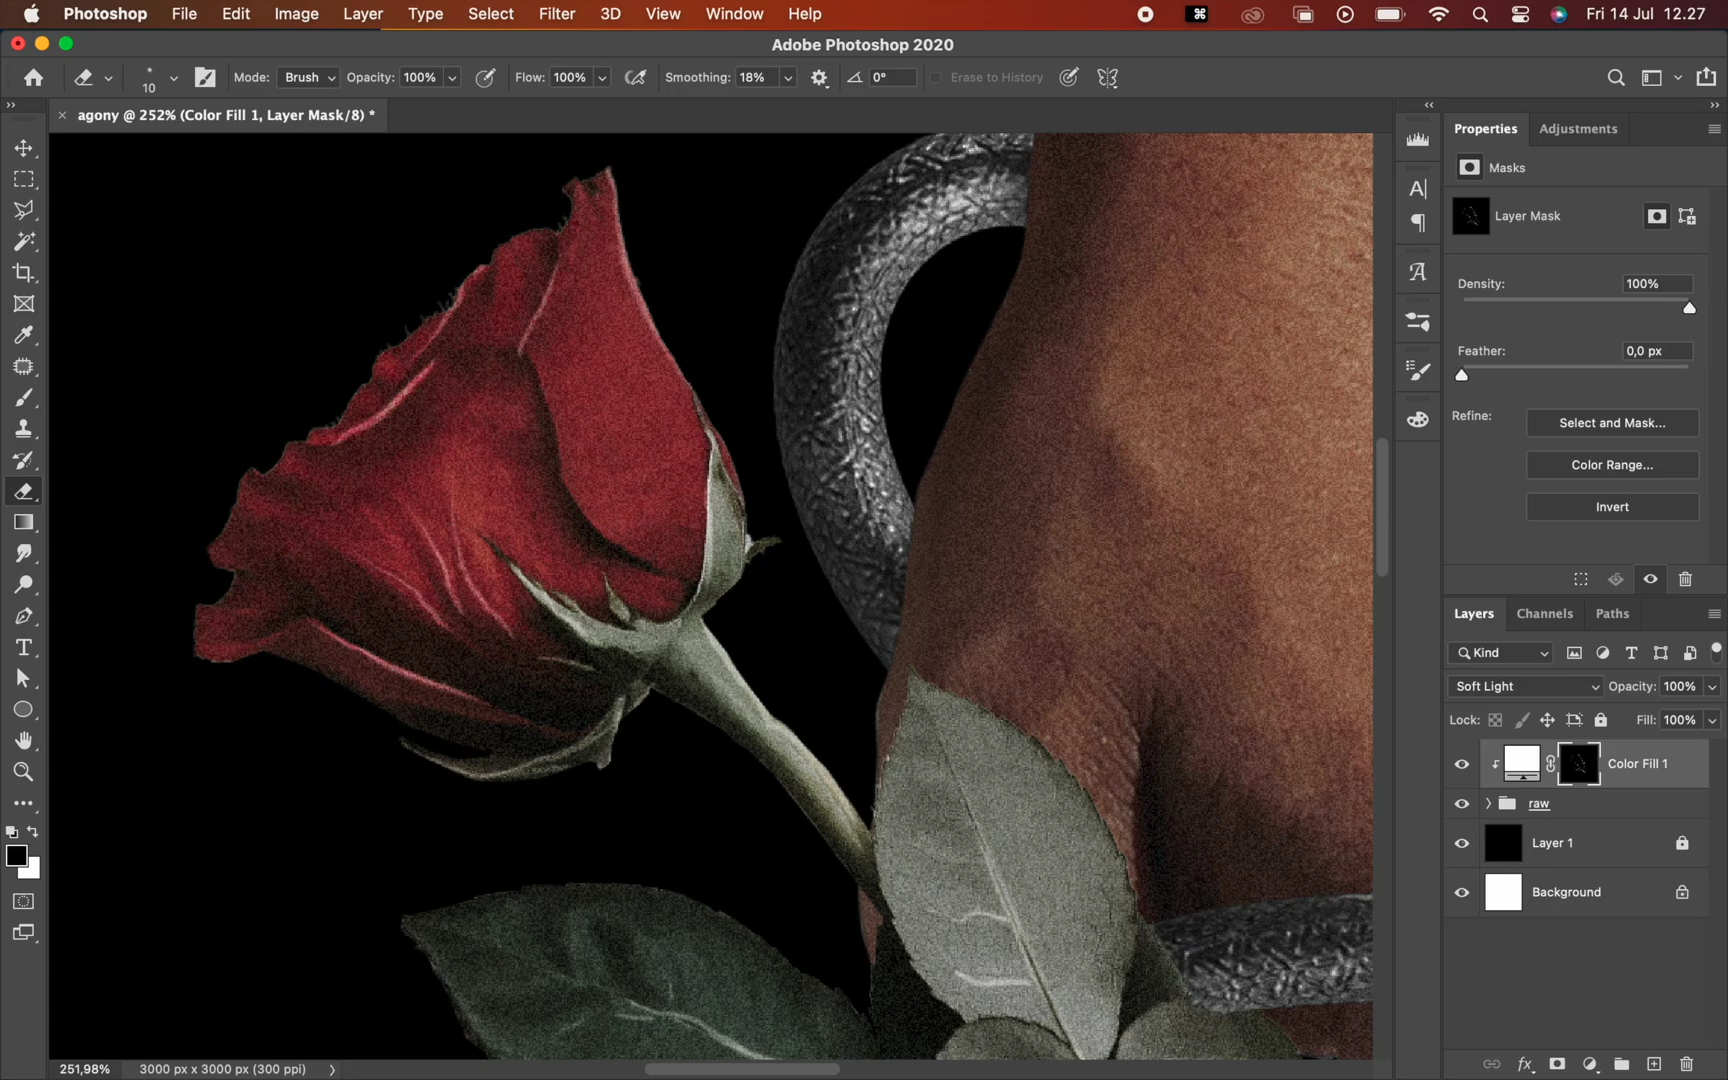 Photoshop File Edit Image Layer Type Select Filter 3D View Window Help Fri 14 Jul 12.27
Adobe Photoshop 2020
10 Mode: Brush Opacity: 100% Flow: 100% Smoothing: 18% 0° Erase to History
agony @ 252% (Color Fill 1, Layer Mask/8) *
Properties Adjustments
Masks
Layer Mask
Density: 100%
Feather: 0,0 px
Refine: Select and Mask...
Color Range...
Invert
Layers Channels Paths
Kind
Soft Light Opacity: 100%
Lock: Fill: 100%
Color Fill 1
raw
Layer 1
Background
251,98% 3000 px x 3000 px (300 ppi)